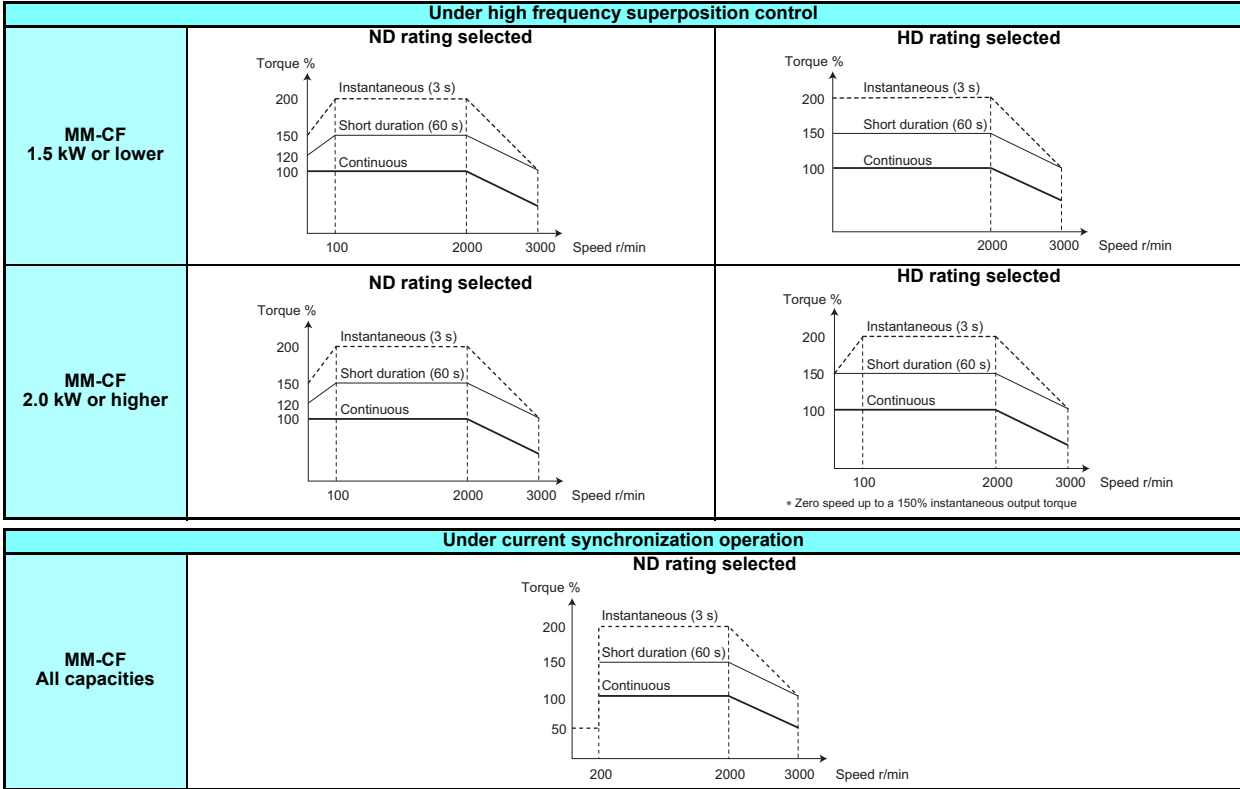 Under high frequency superposition control
MM-CF
1.5 kW or lower
ND rating selected
Torque %
200
150
120
100
Instantaneous (3 s)
Short duration (60 s)
Continuous
100
2000
3000
Speed r/min
HD rating selected
Torque %
200
150
100
Instantaneous (3 s)
Short duration (60 s)
Continuous
2000
3000
Speed r/min
MM-CF
2.0 kW or higher
ND rating selected
Torque %
200
150
120
100
Instantaneous (3 s)
Short duration (60 s)
Continuous
100
2000
3000
Speed r/min
HD rating selected
Torque %
200
150
100
Instantaneous (3 s)
Short duration (60 s)
Continuous
100
2000
3000
Speed r/min
* Zero speed up to a 150% instantaneous output torque
Under current synchronization operation
MM-CF
All capacities
ND rating selected
Torque %
200
150
100
50
Instantaneous (3 s)
Short duration (60 s)
Continuous
200
2000
3000
Speed r/min